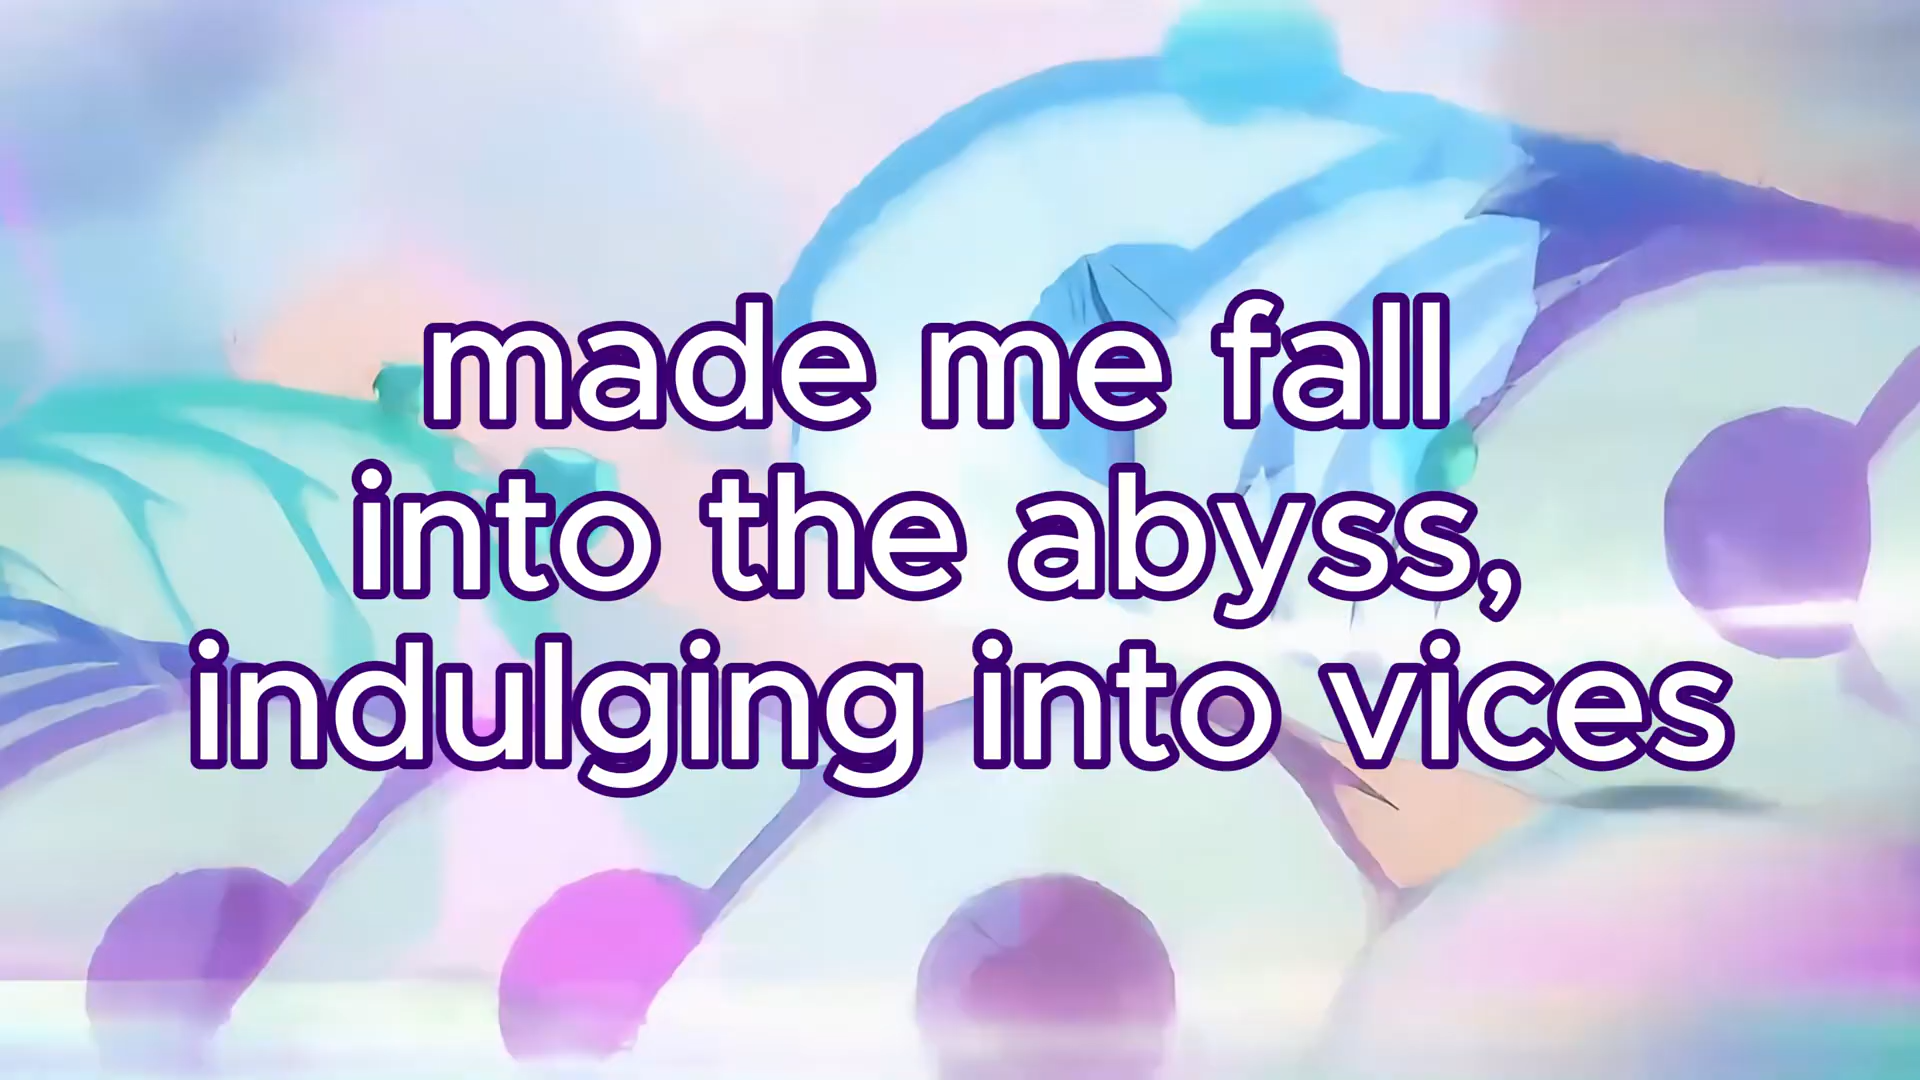 made me fall
into the abyss,
indulging into vices